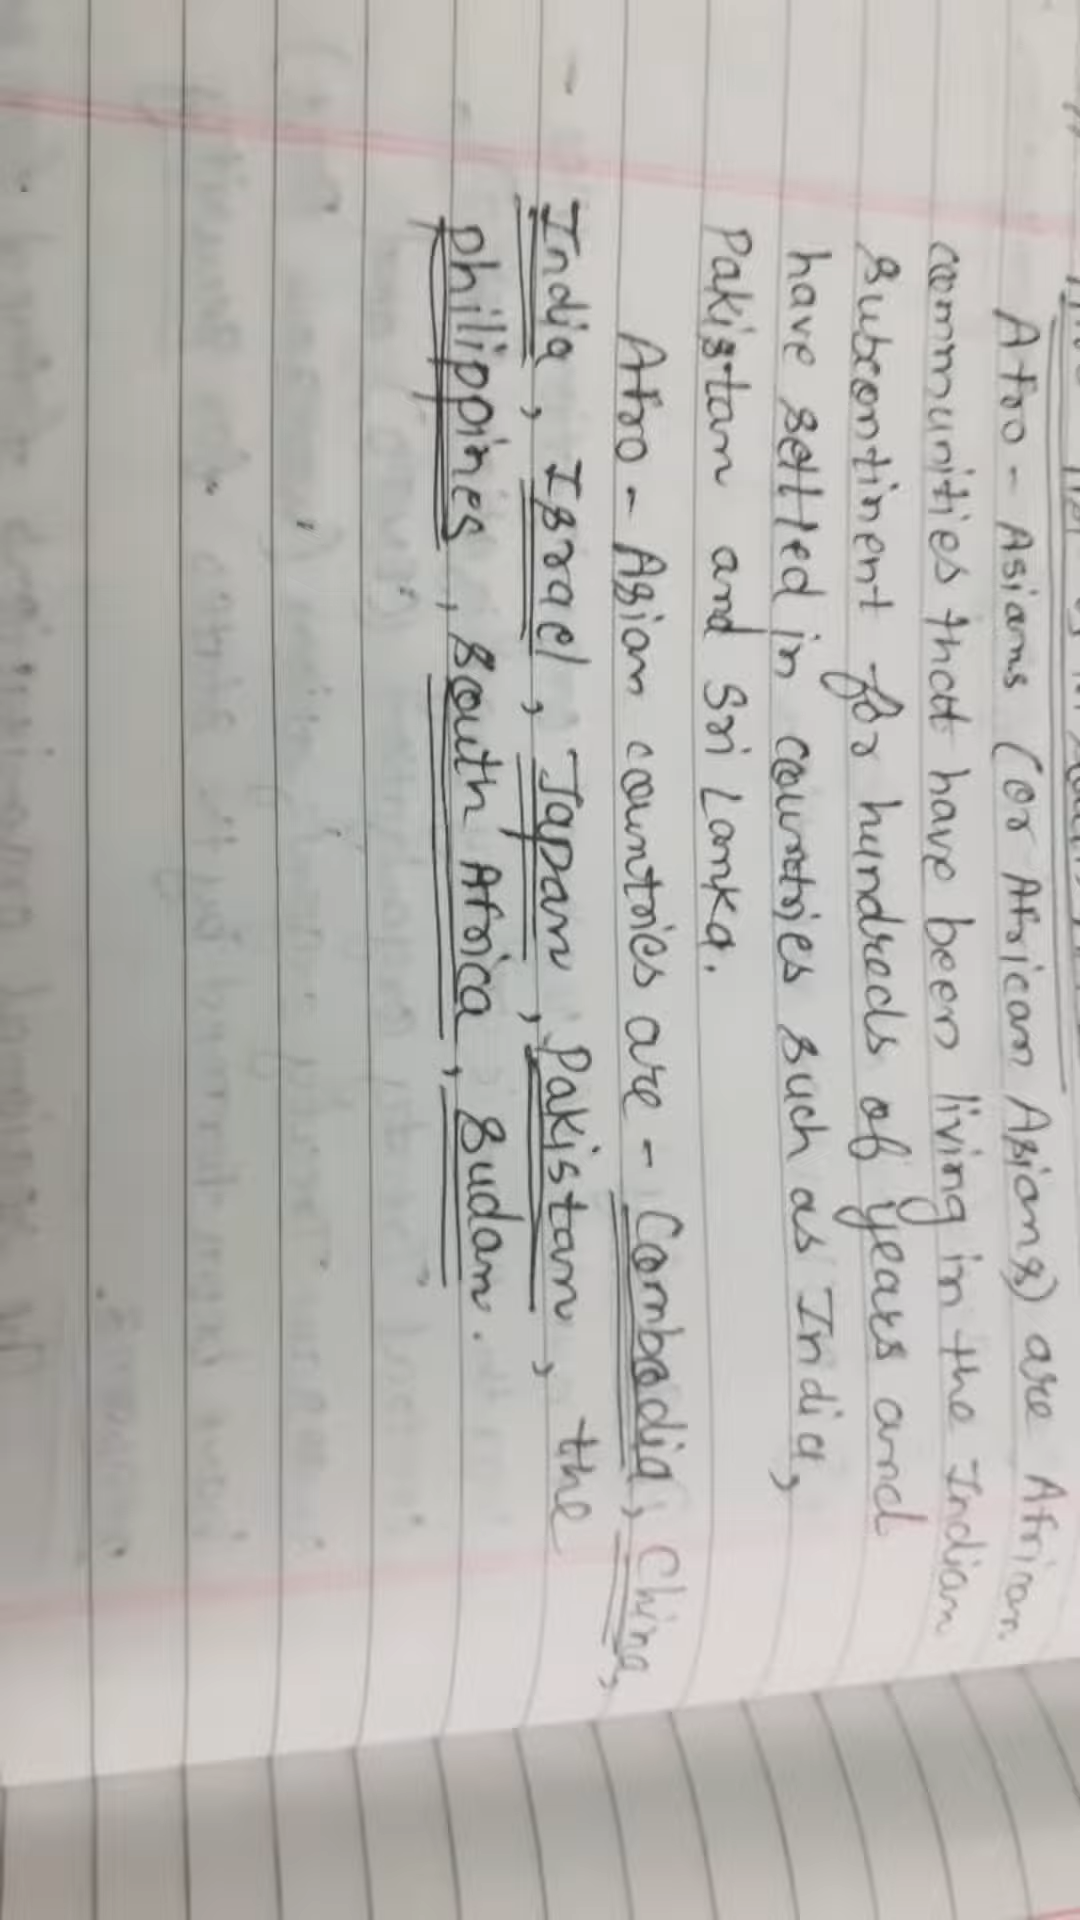 Afro - Asians (or African Asians) are African
communities that have been living in the Indian
subcontinent for hundreds of years and
have settled in countries such as India,
Pakistan and Sri Lanka.
Afro - Asian countries are - Combodia, China,
India, Israel, Japan, Pakistan, the
philippines, South Africa, Sudan.